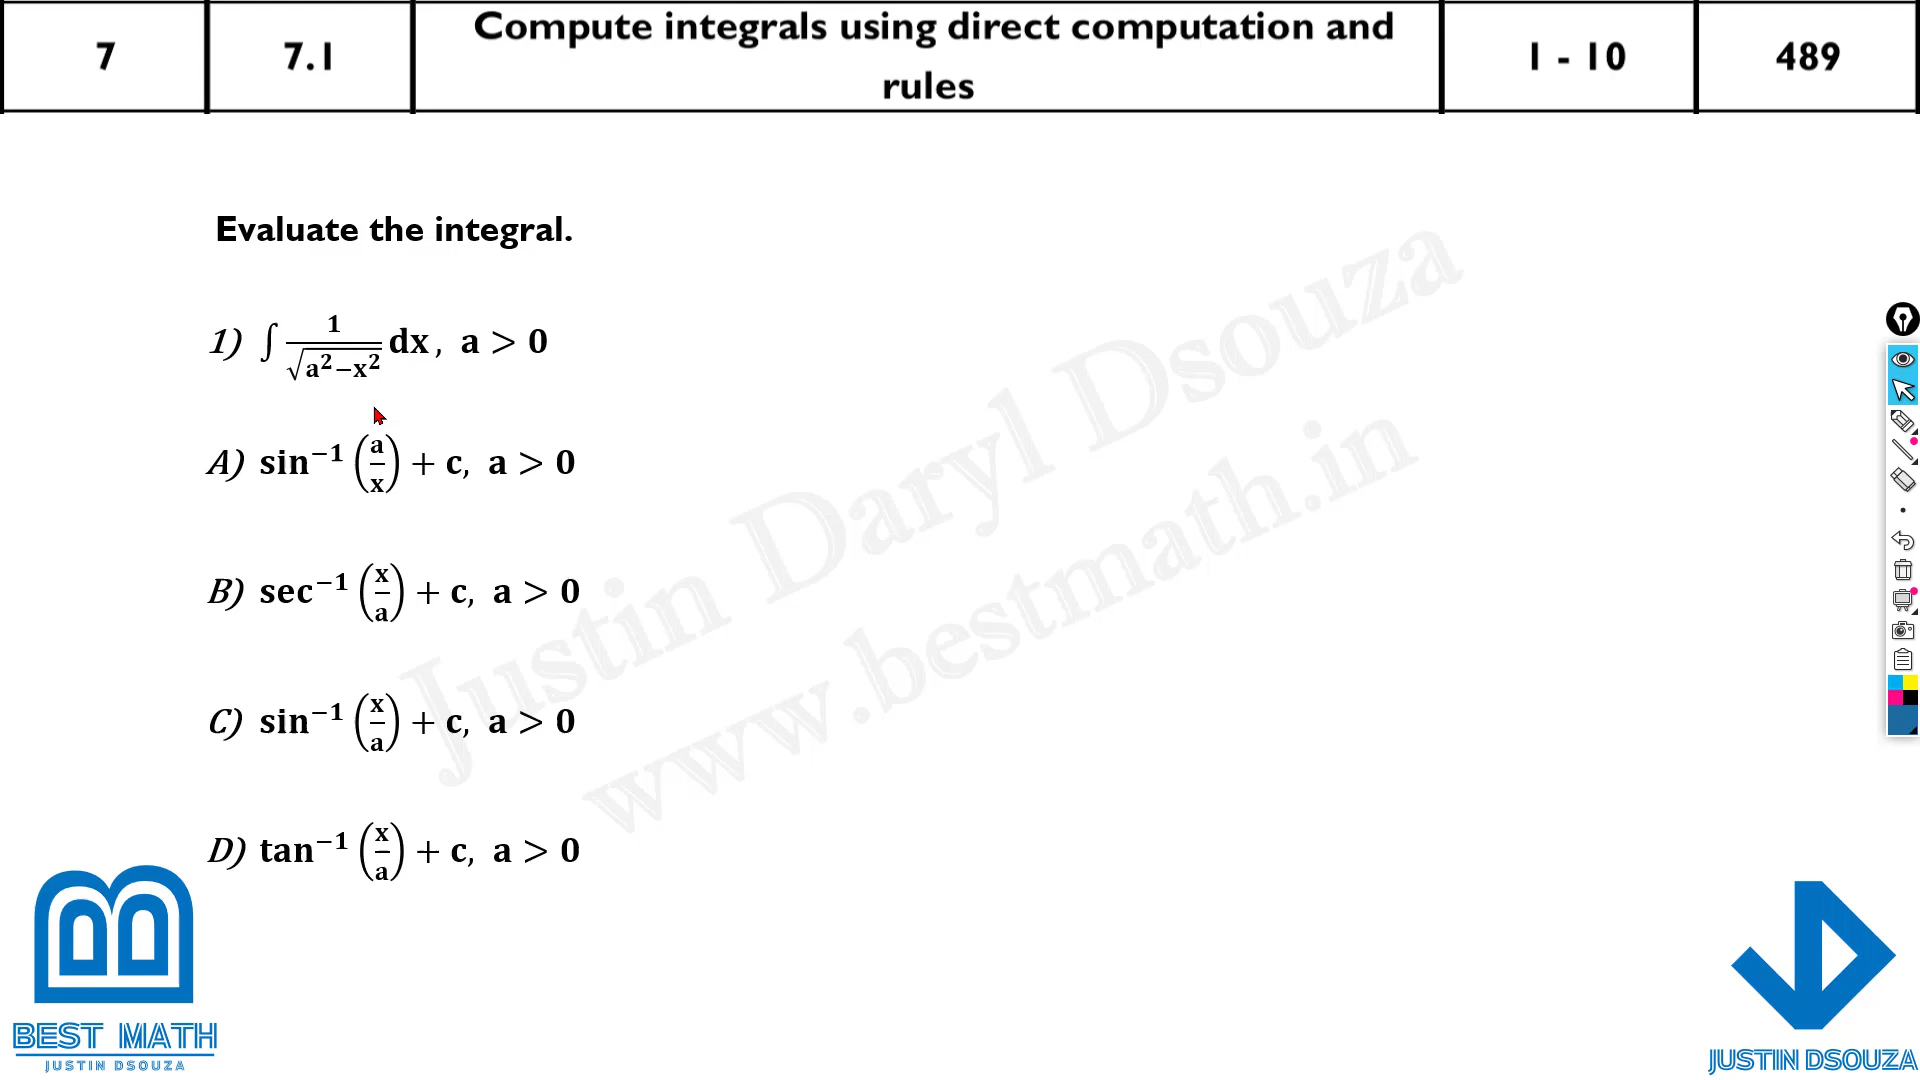 7 7.1 Compute integrals using direct computation and rules 1 - 10 489
Evaluate the integral.
1) ∫ 1/√(a²−x²) dx , a > 0
A) sin⁻¹ (a/x) + c, a > 0
B) sec⁻¹ (x/a) + c, a > 0
C) sin⁻¹ (x/a) + c, a > 0
D) tan⁻¹ (x/a) + c, a > 0
Justin Daryl Dsouza
www.bestmath.in
BEST MATH
JUSTIN DSOUZA
JUSTIN DSOUZA